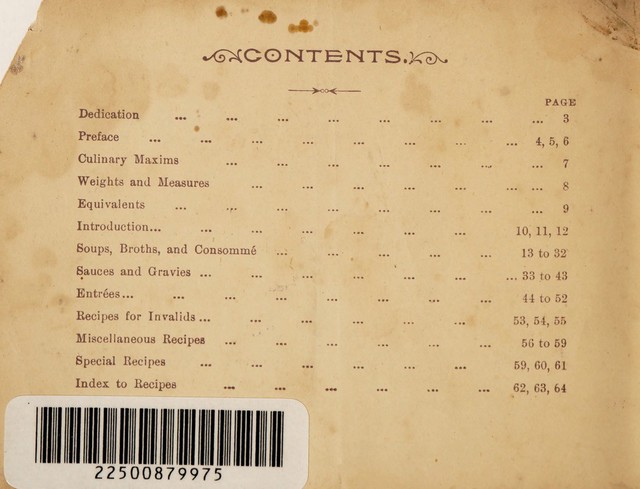 CONTENTS.
PAGE
Dedication ... ... ... ... ... ... ... ... ... 3
Preface ... ... ... ... ... ... ... ... 4, 5, 6
Culinary Maxims ... ... ... ... ... ... ... 7
Weights and Measures ... ... ... ... ... ... ... 8
Equivalents ... ... ... ... ... ... ... ... 9
Introduction... ... ... ... ... ... ... ... 10, 11, 12
Soups, Broths, and Consommé ... ... ... ... ... 13 to 32
Sauces and Gravies ... ... ... ... ... ... ... ... 33 to 43
Entrées... ... ... ... ... ... ... ... 44 to 52
Recipes for Invalids... ... ... ... ... ... 53, 54, 55
Miscellaneous Recipes ... ... ... ... ... ... 56 to 59
Special Recipes ... ... ... ... ... ... 59, 60, 61
Index to Recipes ... ... ... ... ... ... 62, 63, 64
22500879975